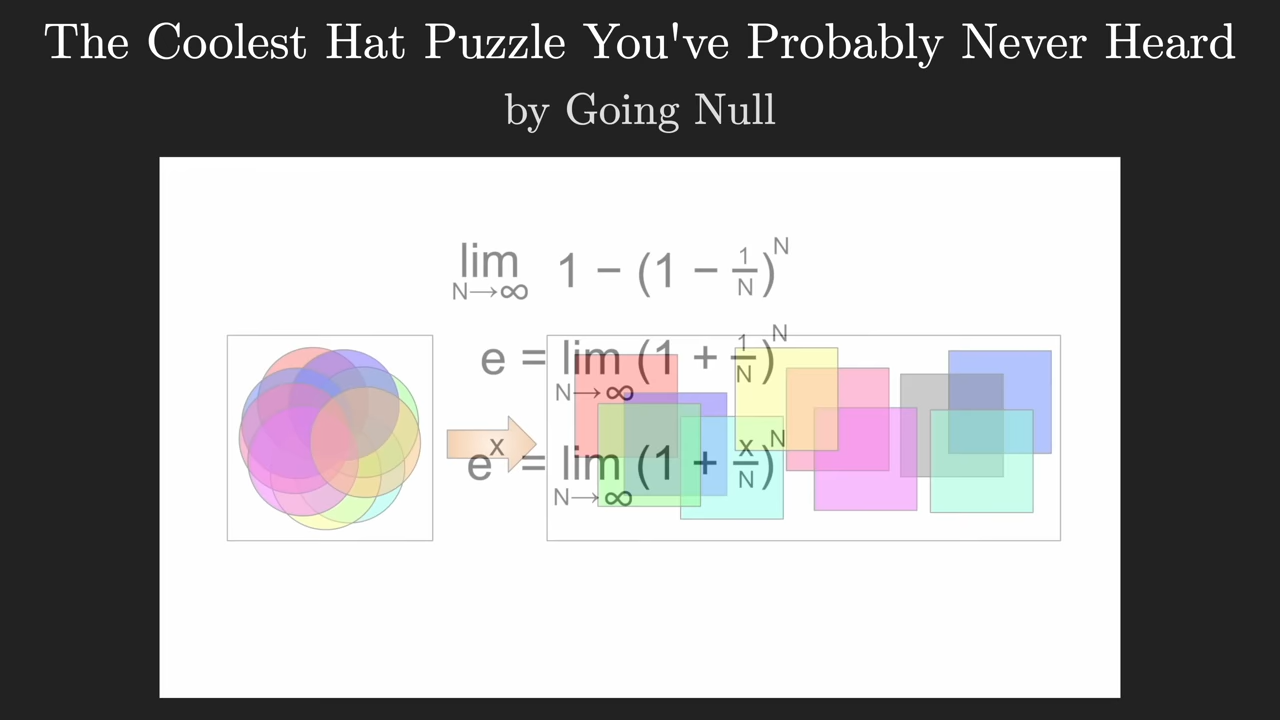 The Coolest Hat Puzzle You've Probably Never Heard
by Going Null
lim N→∞ 1 − (1 − 1/N)^N
e = lim N→∞ (1 + 1/N)^N
e^x = lim N→∞ (1 + x/N)^N